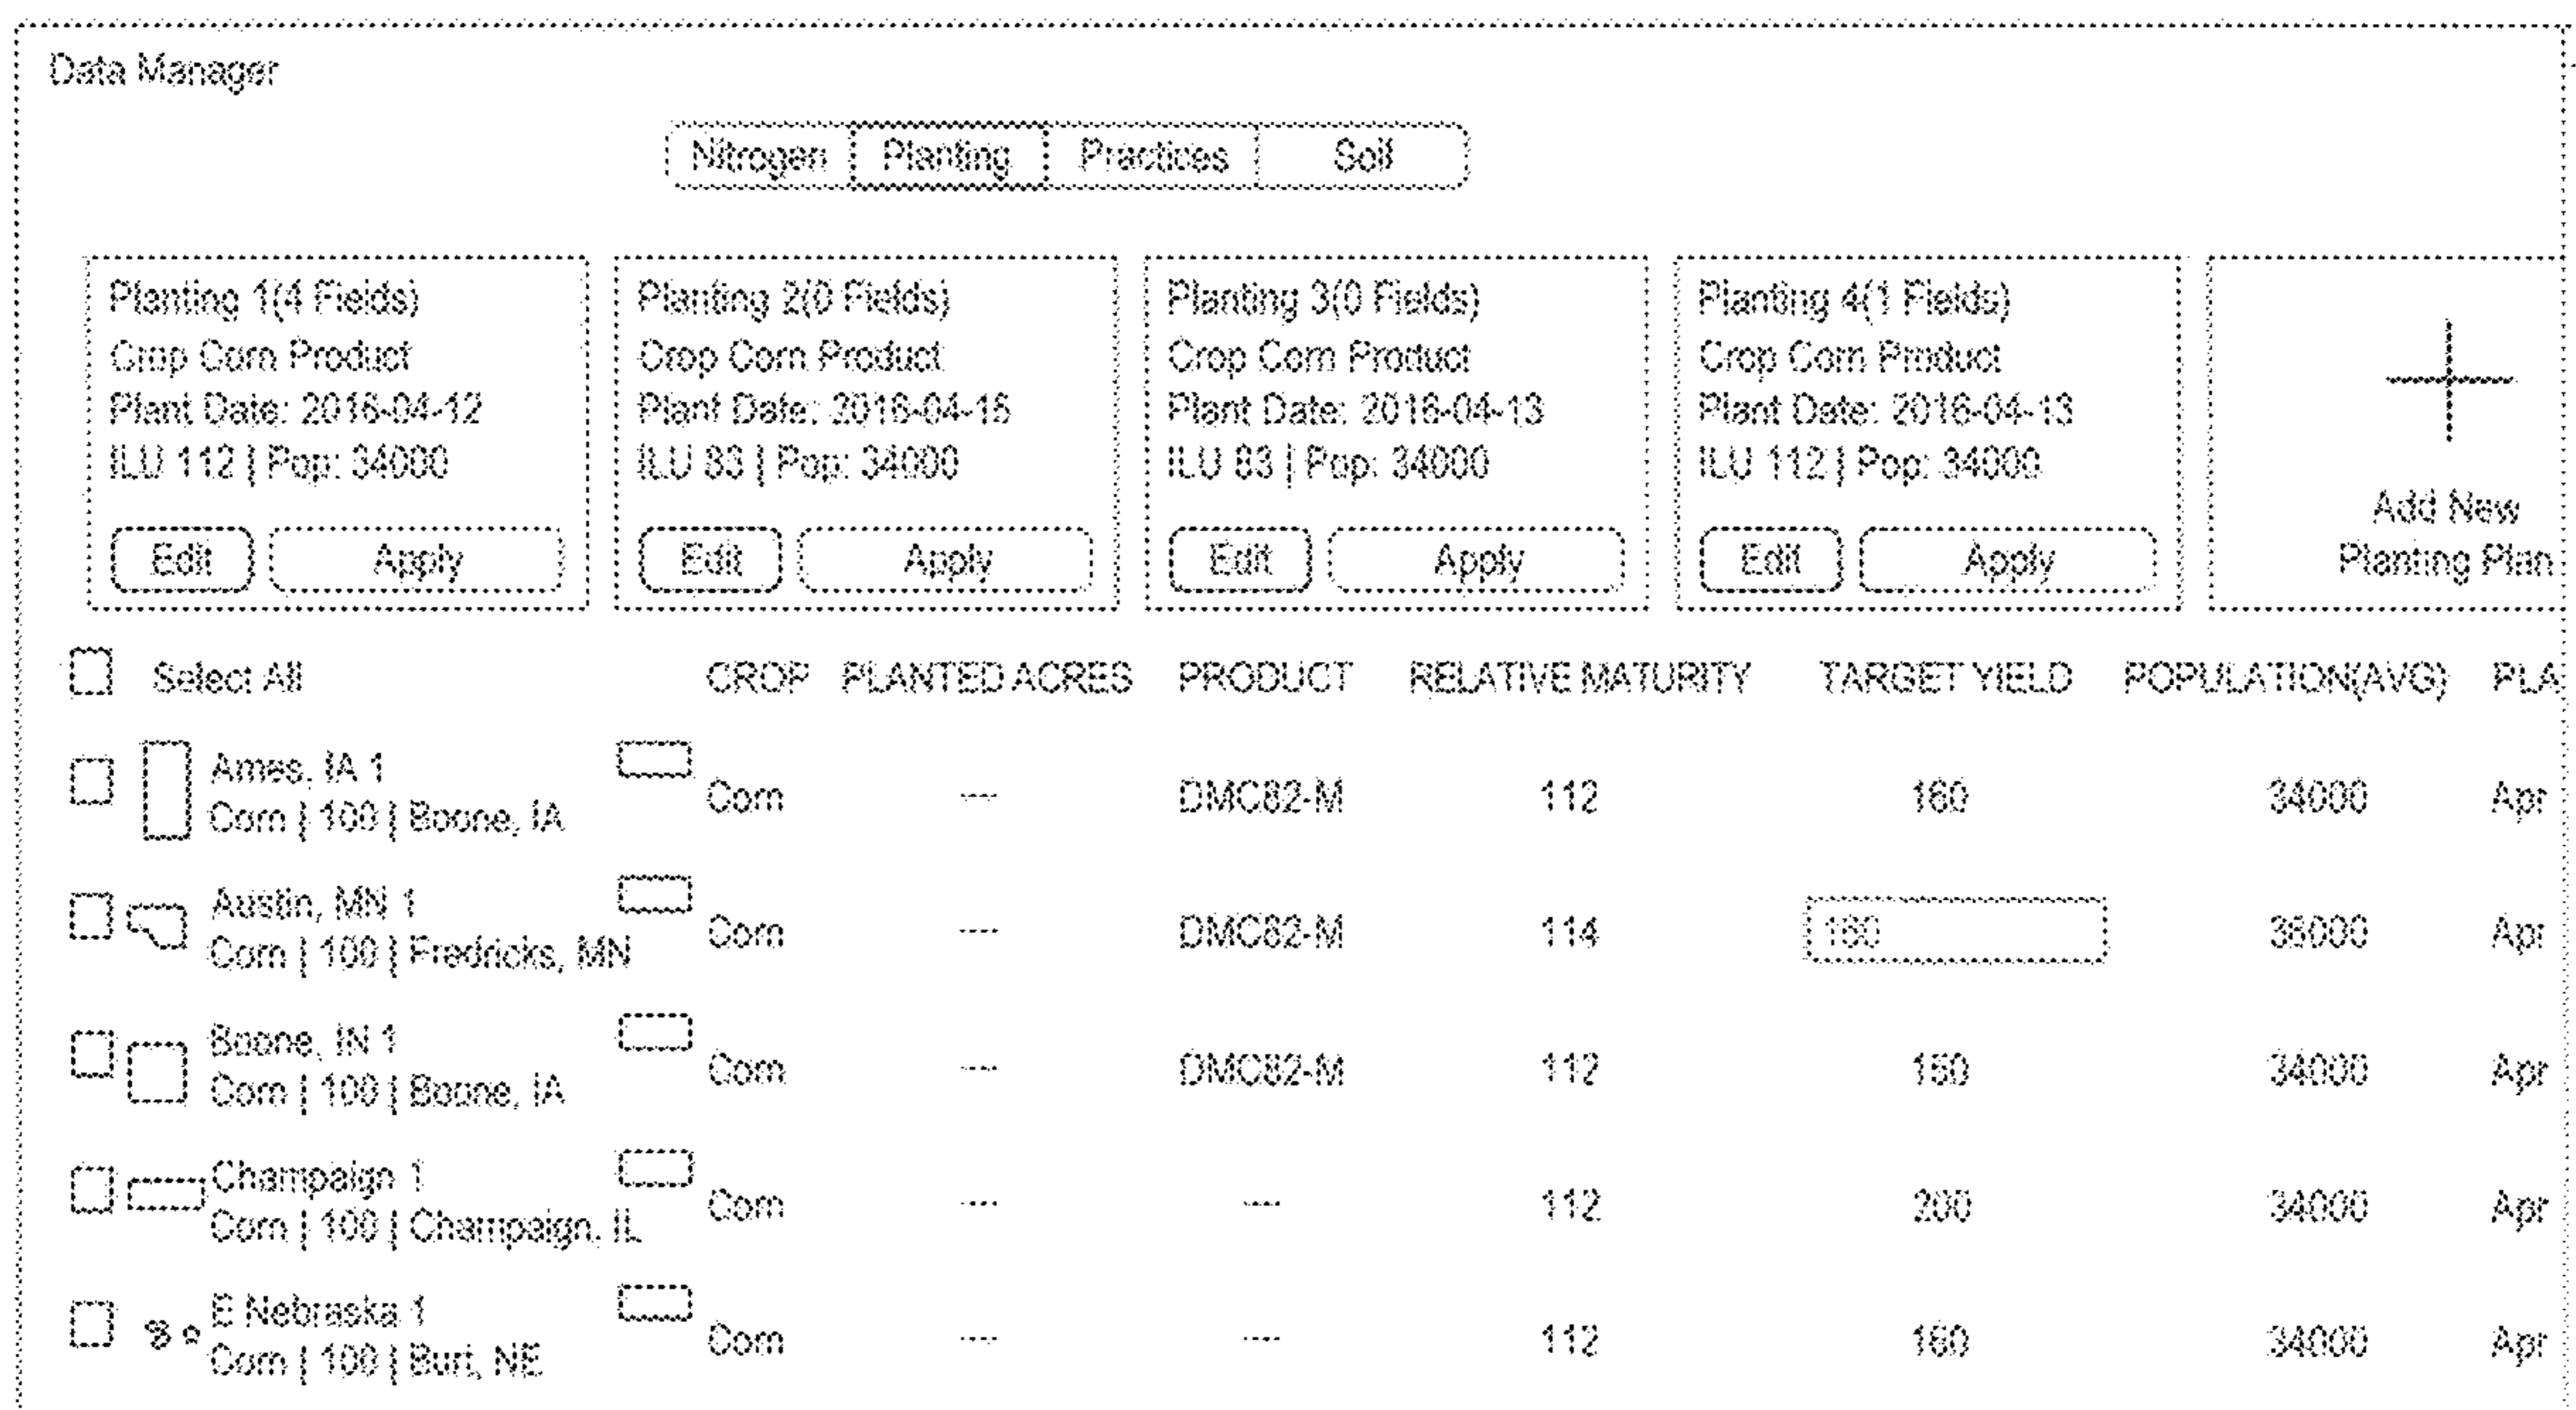 Data Manager
Nitrogen Planting Practices Soil
Planting 1(4 Fields) Planting 2(0 Fields) Planting 3(0 Fields) Planting 4(1 Fields)
Crop Corn Product Crop Corn Product Crop Corn Product Crop Corn Product
Plant Date: 2016-04-12 Plant Date: 2016-04-15 Plant Date: 2016-04-13 Plant Date: 2016-04-13
ILU 112 | Pop: 34000 ILU 83 | Pop: 34000 ILU 83 | Pop: 34000 ILU 112 | Pop: 34000
Add New
Edit Apply Edit Apply Edit Apply Edit Apply Planting Plan
Select All CROP PLANTED ACRES PRODUCT RELATIVE MATURITY TARGET YIELD POPULATION(AVG) PLA
Ames, IA 1
Corn | 100 | Boone, IA Corn --- DMC82-M 112 160 34000 Apr
Austin, MN 1
Corn | 100 | Fredricks, MN Corn --- DMC82-M 114 160 36000 Apr
Boone, IN 1
Corn | 100 | Boone, IA Corn --- DMC82-M 112 150 34000 Apr
Champaign 1
Corn | 100 | Champaign, IL Corn --- --- 112 200 34000 Apr
E Nebraska 1
Corn | 100 | Burt, NE Corn --- --- 112 160 34000 Apr